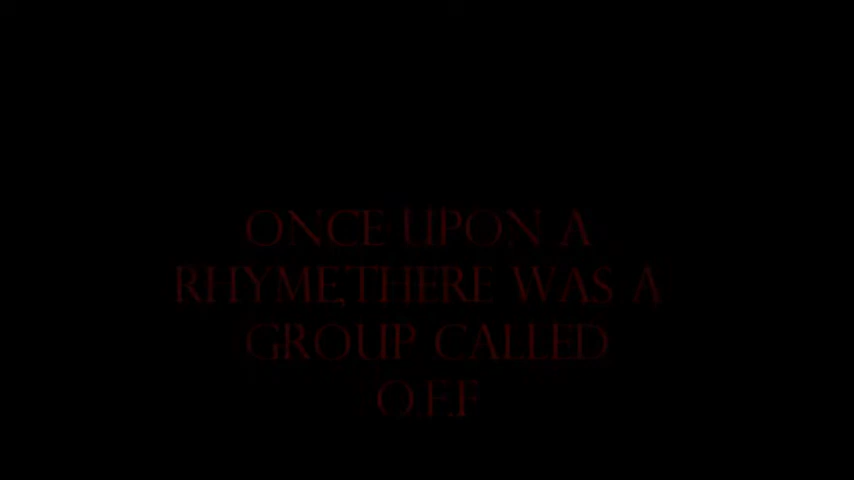 ONCE UPON A
RHYME,THERE WAS A
GROUP CALLED
O.F.F